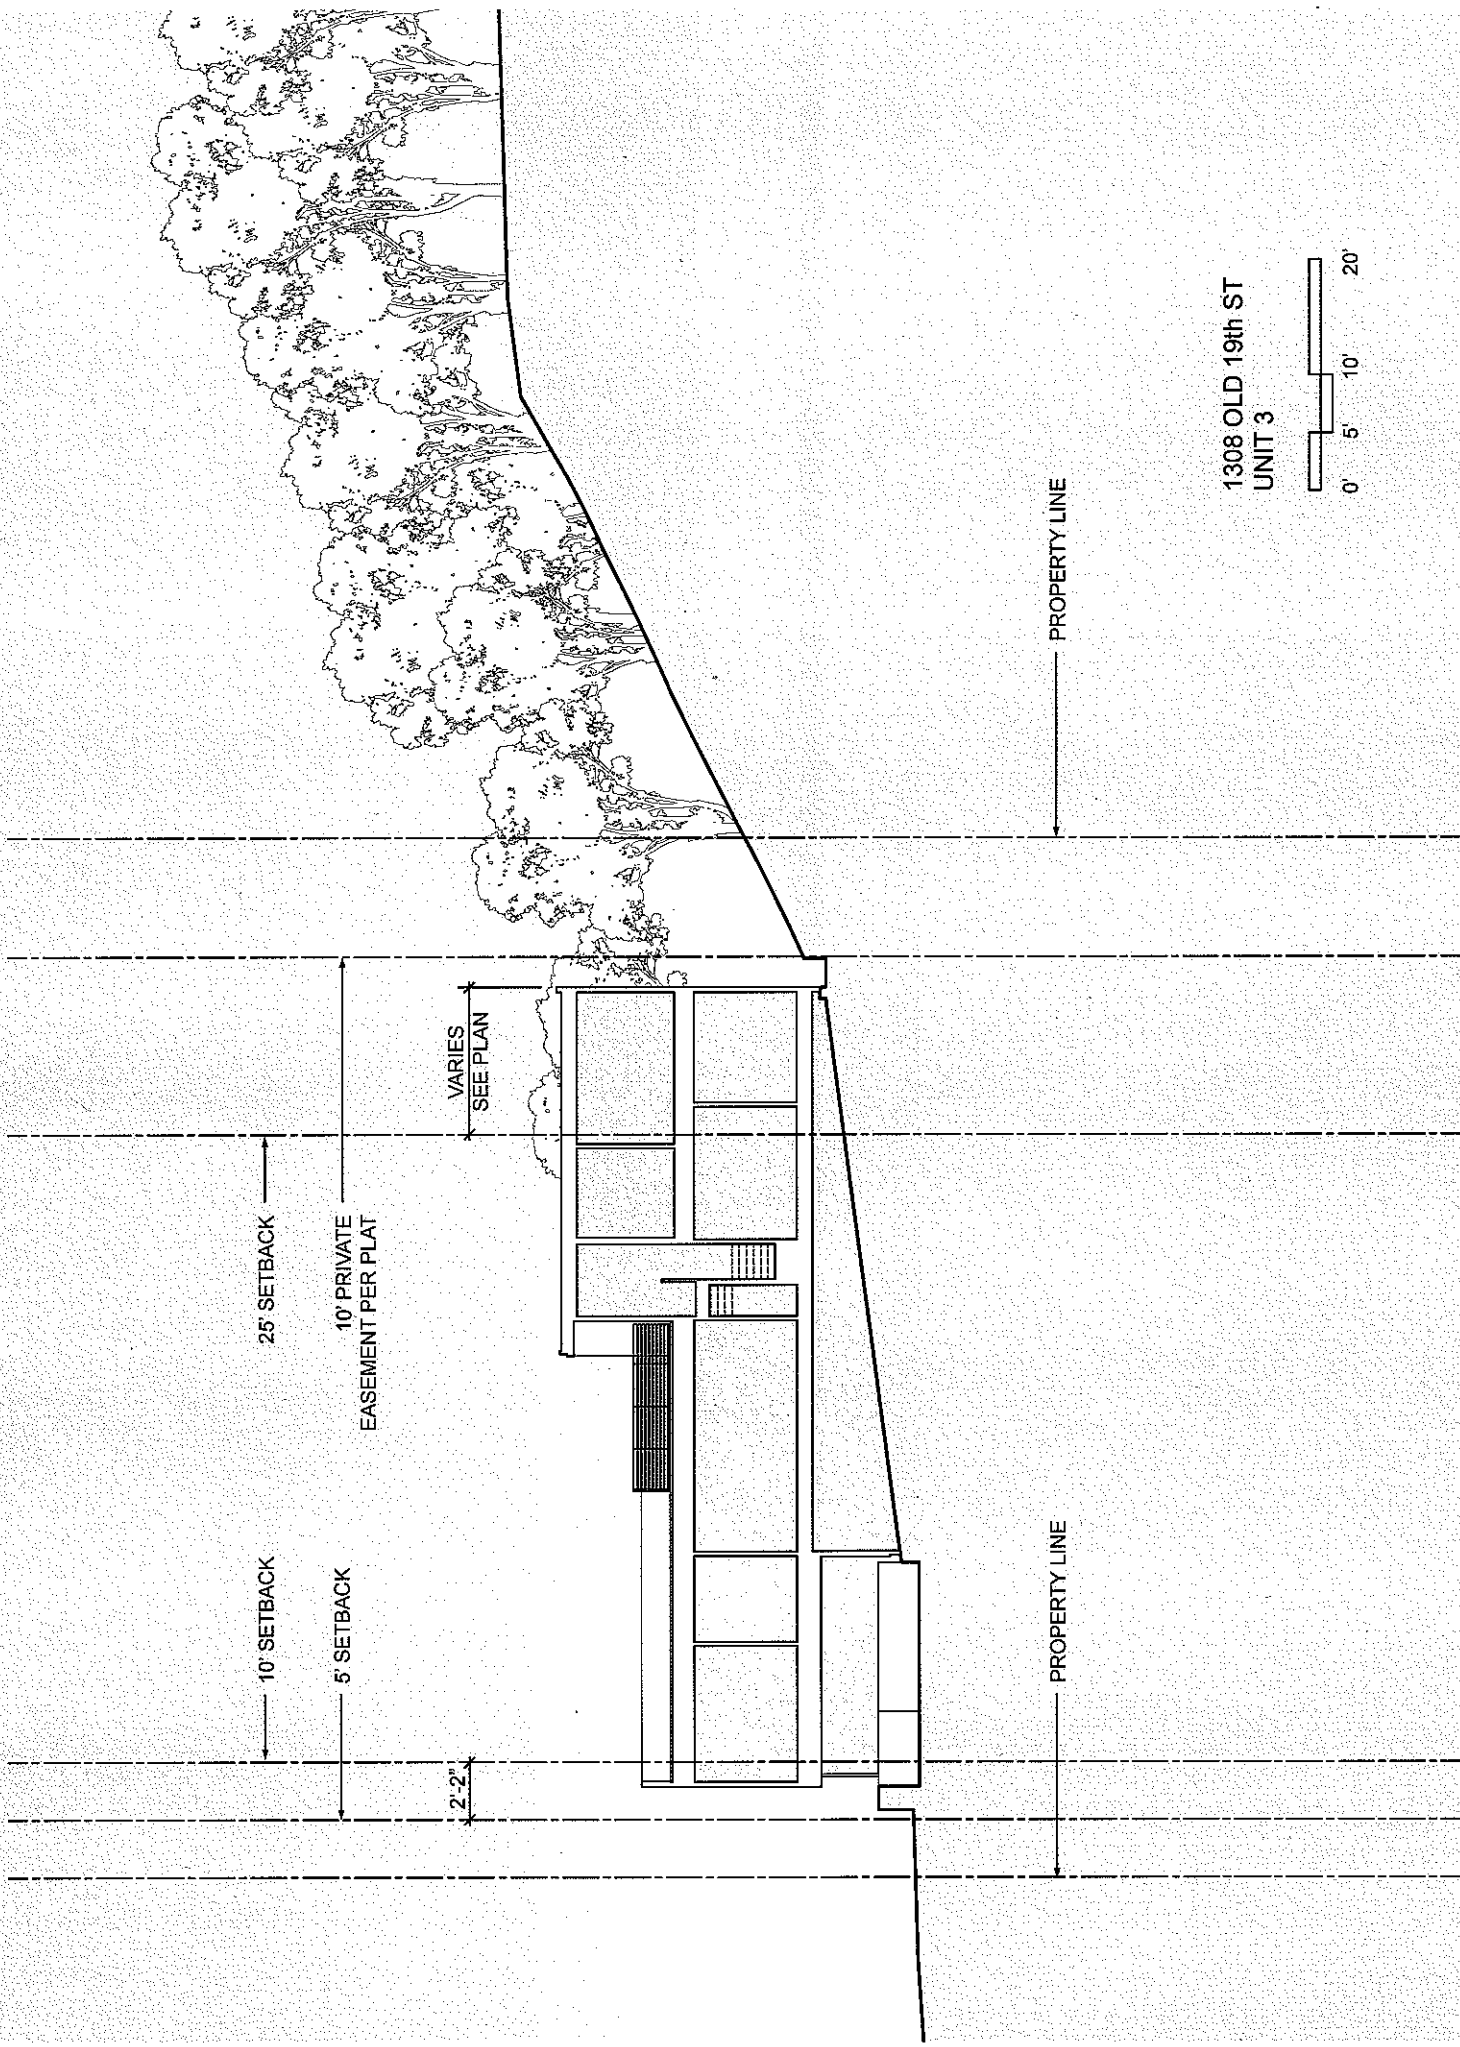 10' SETBACK
25' SETBACK
5' SETBACK
10' PRIVATE
EASEMENT PER PLAT
2'-2"
VARIES
SEE PLAN
PROPERTY LINE
PROPERTY LINE
1308 OLD 19th ST
UNIT 3
0' 5' 10' 20'